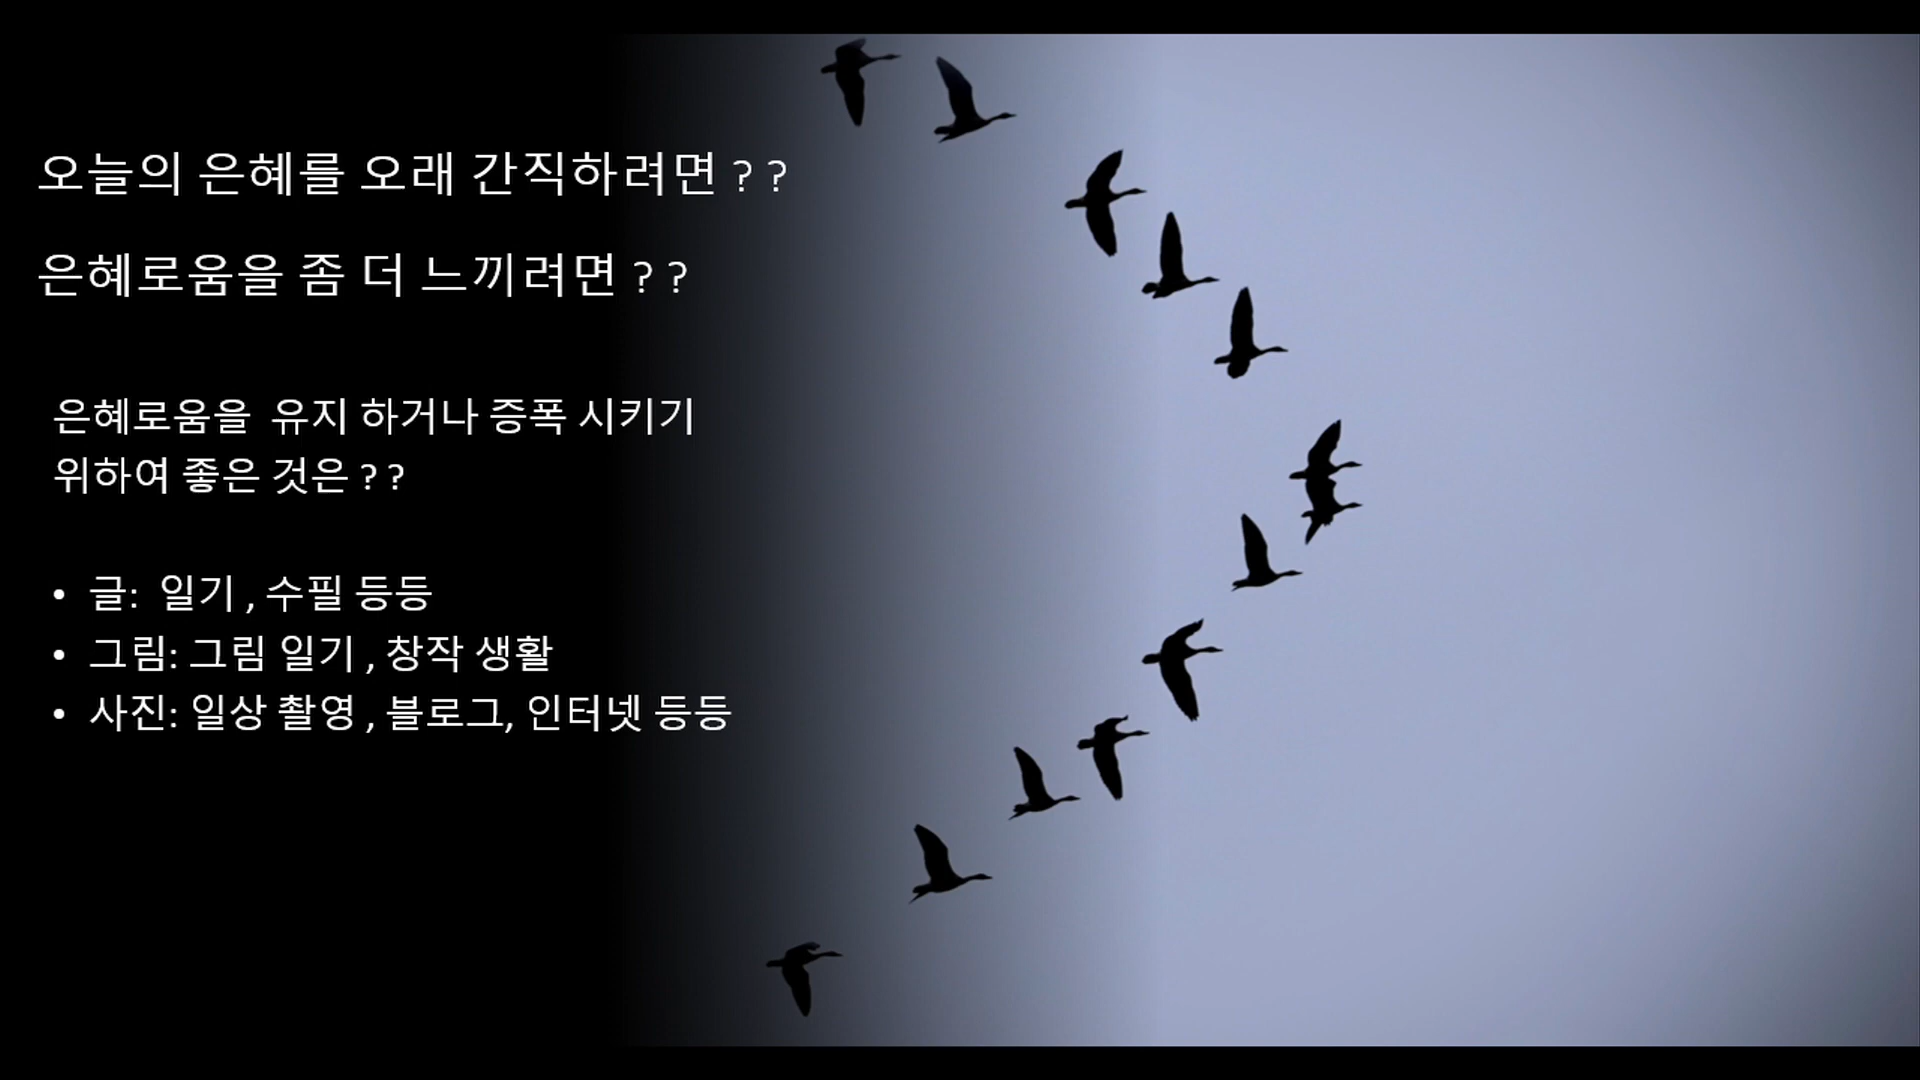 오늘의 은혜를 오래 간직하려면 ? ?
은혜로움을 좀 더 느끼려면 ? ?
은혜로움을  유지 하거나 증폭 시키기
위하여 좋은 것은 ? ?
• 글:  일기 , 수필 등등
• 그림: 그림 일기 , 창작 생활
• 사진: 일상 촬영 , 블로그, 인터넷 등등